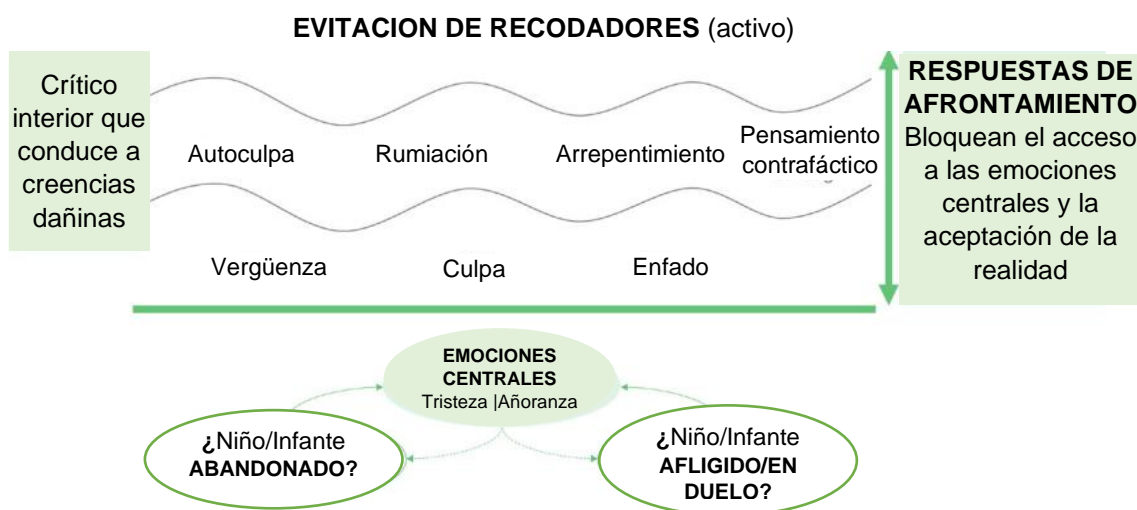 EVITACION DE RECODADORES (activo)
Crítico
interior que
conduce a
creencias
dañinas
Autoculpa Rumiación Arrepentimiento Pensamiento
contrafáctico
Vergüenza Culpa Enfado
RESPUESTAS DE
AFRONTAMIENTO
Bloquean el acceso
a las emociones
centrales y la
aceptación de la
realidad
EMOCIONES
CENTRALES
Tristeza |Añoranza
¿Niño/Infante
ABANDONADO?
¿Niño/Infante
AFLIGIDO/EN
DUELO?